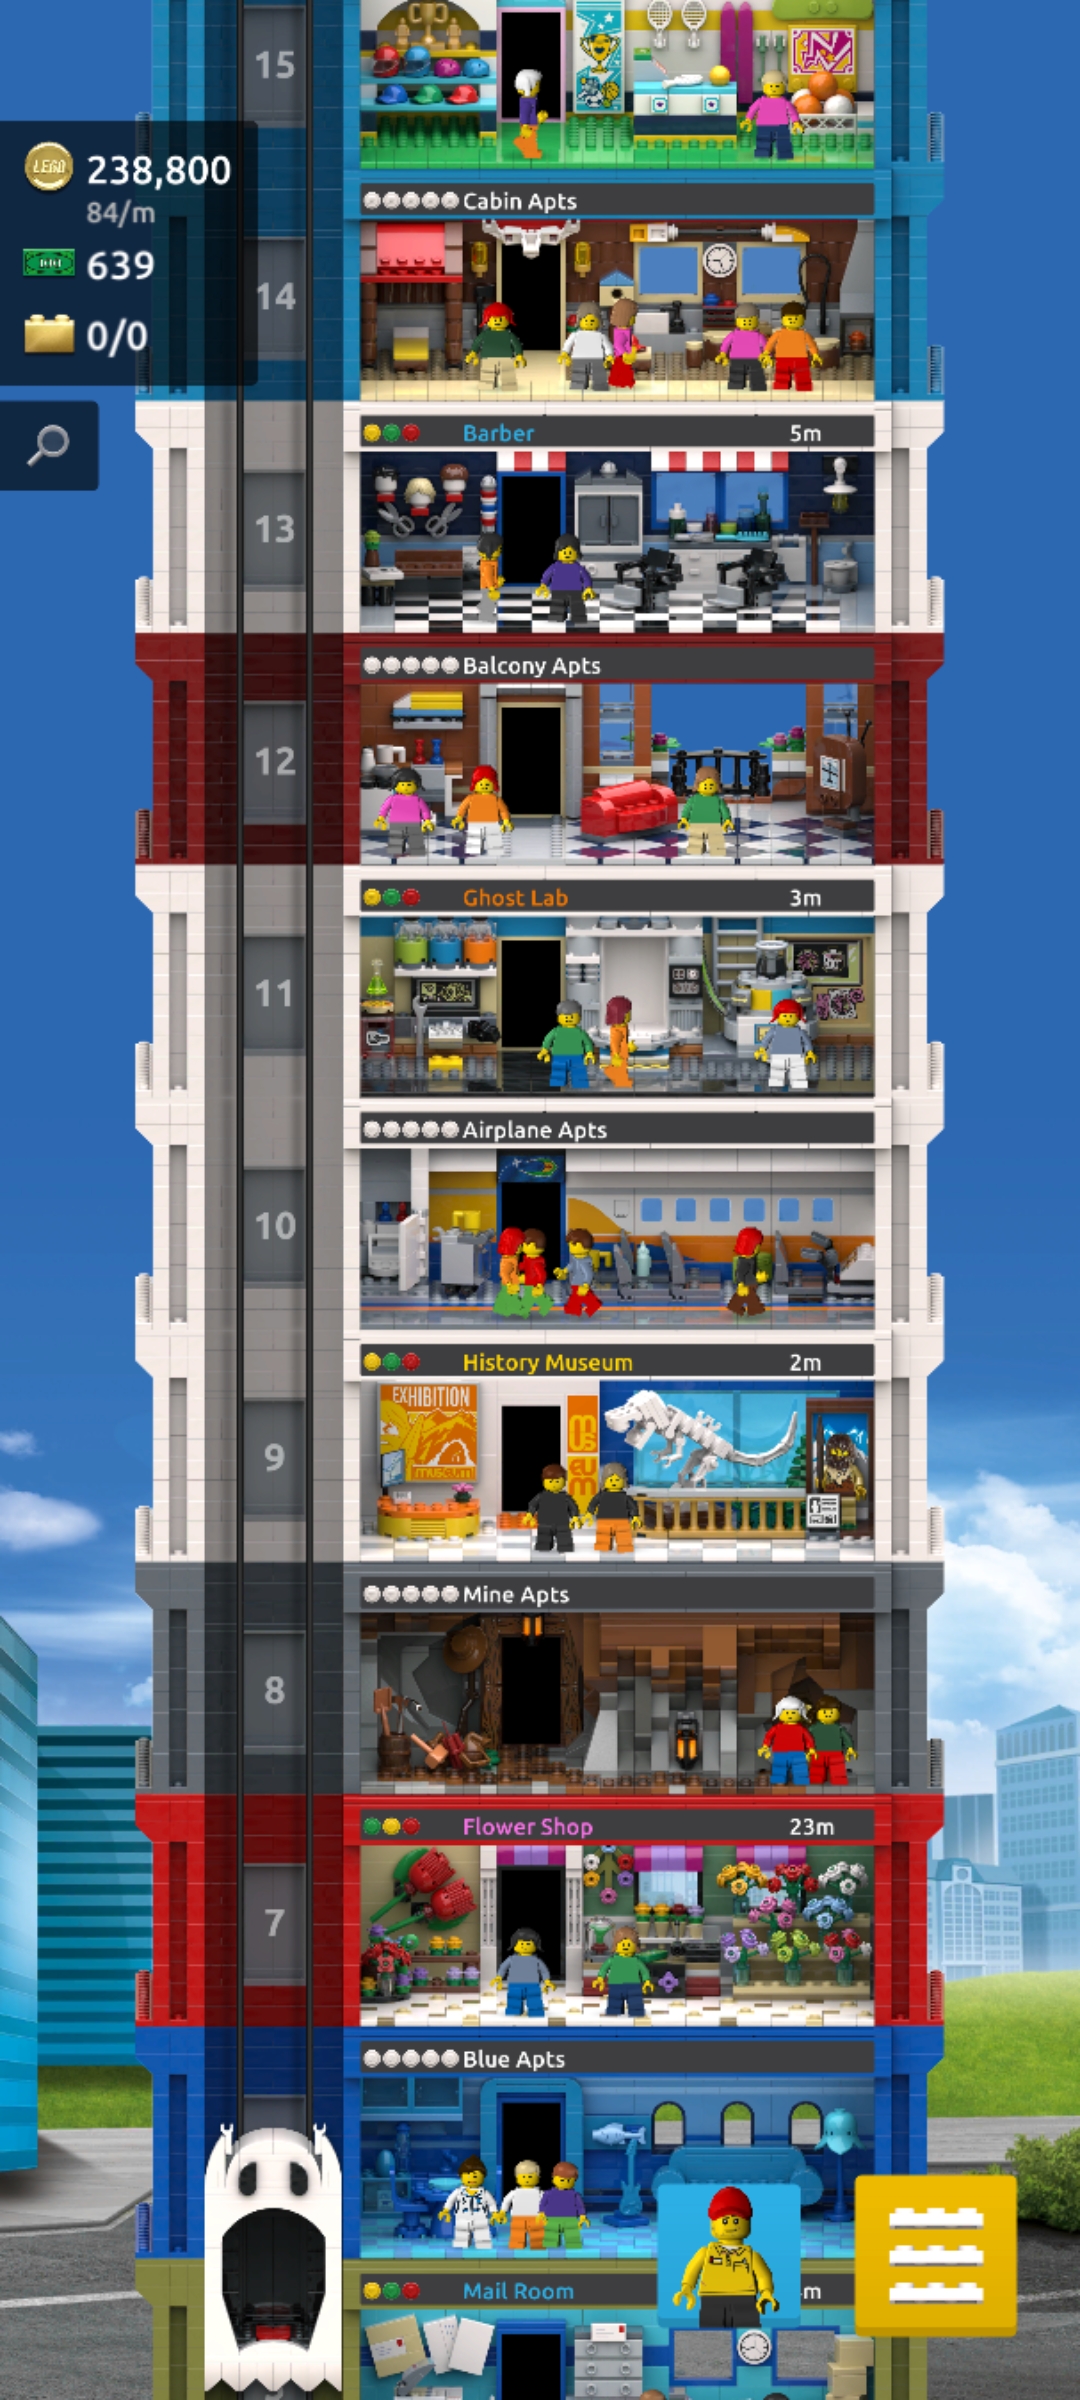 15
LEGO 238,800
84/m
639
0/0
Cabin Apts
14
Barber 5m
13
Balcony Apts
12
Ghost Lab 3m
11
Airplane Apts
10
History Museum 2m
EXHIBITION
museum
9
Mine Apts
8
Flower Shop 23m
7
Blue Apts
Mail Room m